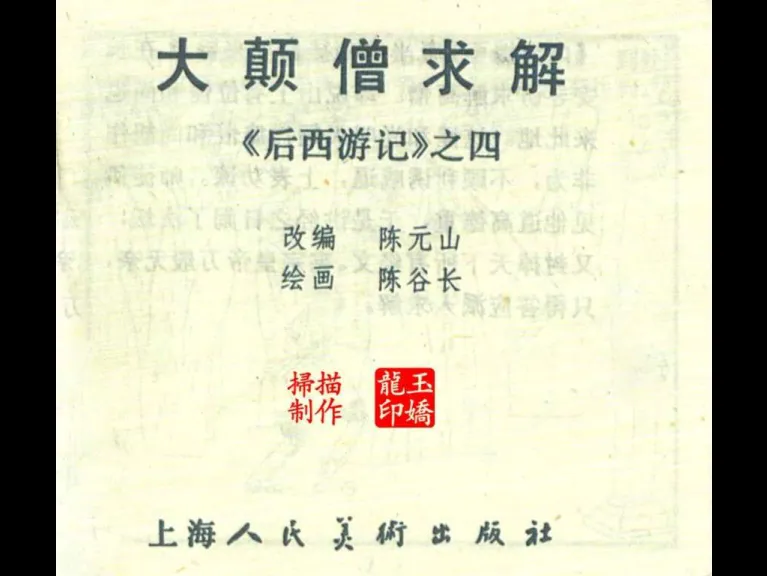 大颠僧求解
《后西游记》之四
改编 陈元山
绘画 陈谷长
掃描
制作
玉嬌
龍印
上海人民美術出版社